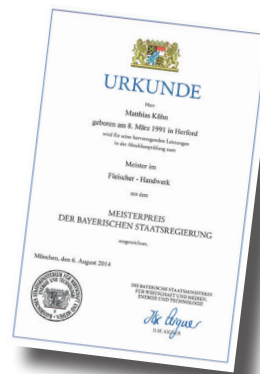 URKUNDE
Herr
Matthias Köhn
geboren am 8. März 1991 in Herford
wird für seine hervorragenden Leistungen
in der Abschlussprüfung zum
Meister im
Fleischer - Handwerk
mit dem
MEISTERPREIS
DER BAYERISCHEN STAATSREGIERUNG
ausgezeichnet.
München, den 6. August 2014
DIE BAYERISCHE STAATSMINISTERIN
FÜR WIRTSCHAFT UND MEDIEN,
ENERGIE UND TECHNOLOGIE
ILSE AIGNER